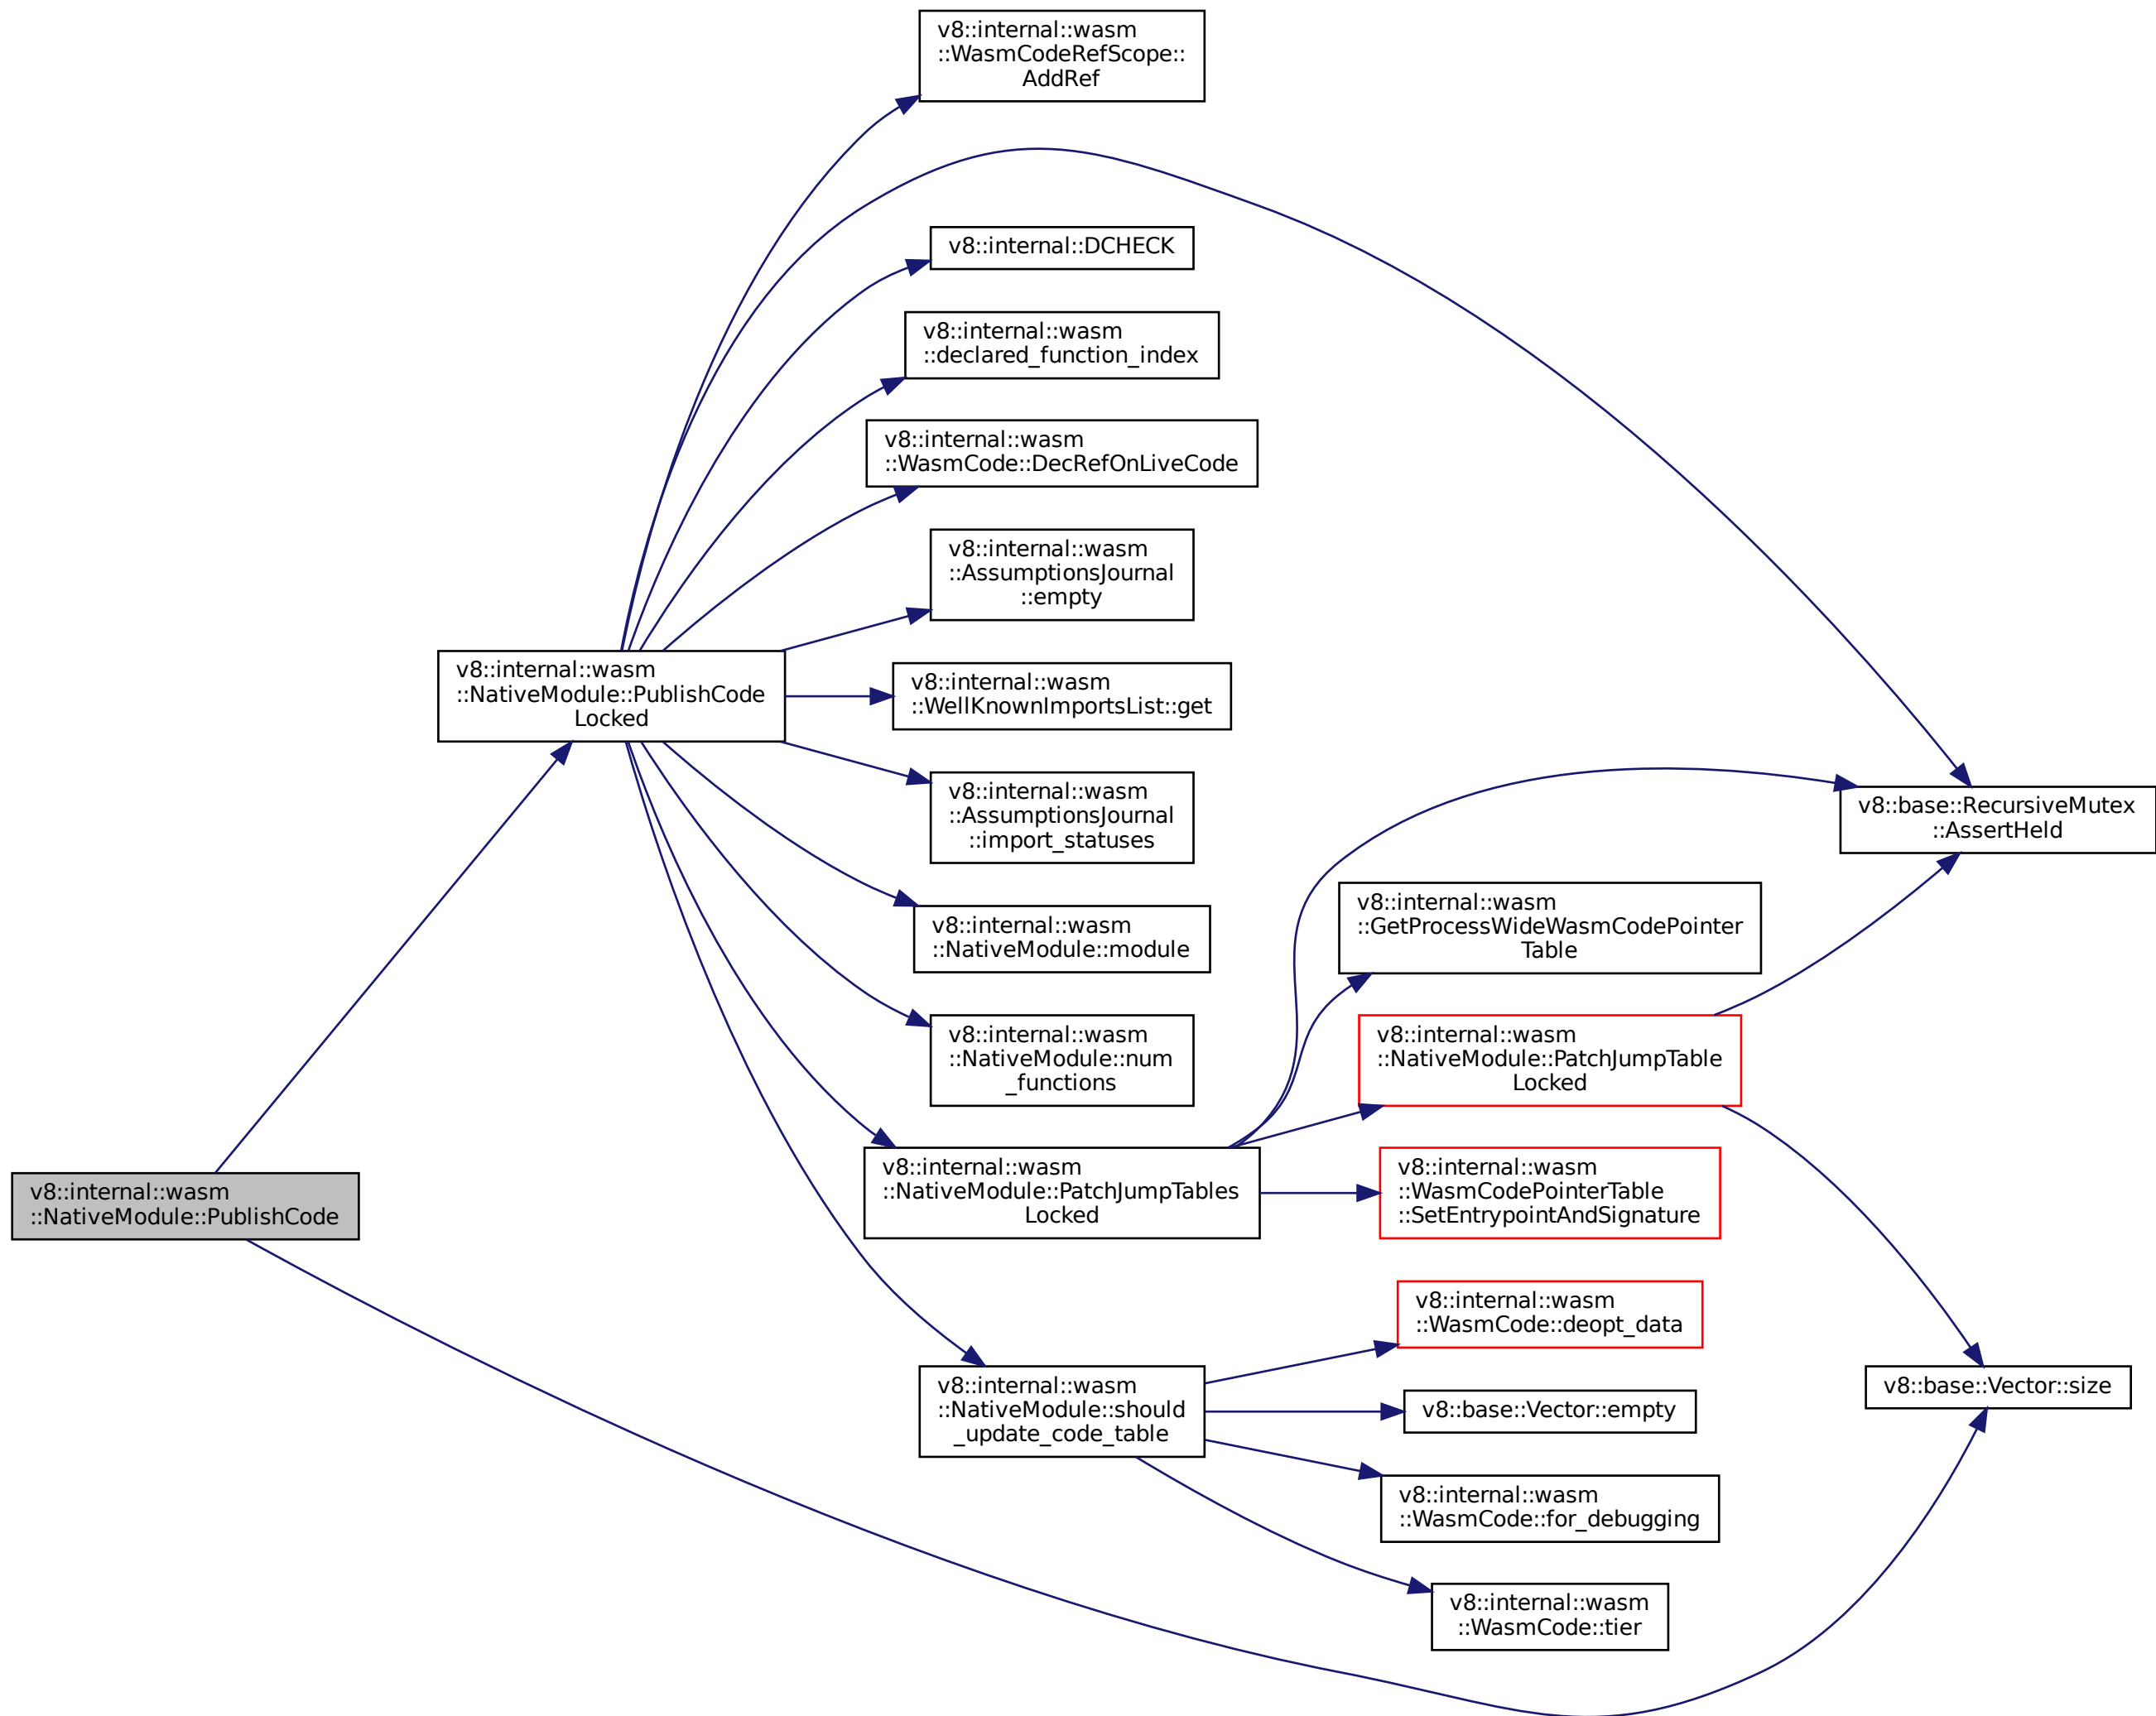 v8::internal::wasm
::WasmCodeRefScope::
AddRef
v8::internal::DCHECK
v8::internal::wasm
::declared_function_index
v8::internal::wasm
::WasmCode::DecRefOnLiveCode
v8::internal::wasm
::AssumptionsJournal
::empty
v8::internal::wasm
::NativeModule::PublishCode
Locked
v8::internal::wasm
::WellKnownImportsList::get
v8::internal::wasm
::AssumptionsJournal
::import_statuses
v8::base::RecursiveMutex
::AssertHeld
v8::internal::wasm
::NativeModule::module
v8::internal::wasm
::GetProcessWideWasmCodePointer
Table
v8::internal::wasm
::NativeModule::num
_functions
v8::internal::wasm
::NativeModule::PatchJumpTable
Locked
v8::internal::wasm
::NativeModule::PublishCode
v8::internal::wasm
::NativeModule::PatchJumpTables
Locked
v8::internal::wasm
::WasmCodePointerTable
::SetEntrypointAndSignature
v8::internal::wasm
::WasmCode::deopt_data
v8::internal::wasm
::NativeModule::should
_update_code_table
v8::base::Vector::empty
v8::base::Vector::size
v8::internal::wasm
::WasmCode::for_debugging
v8::internal::wasm
::WasmCode::tier